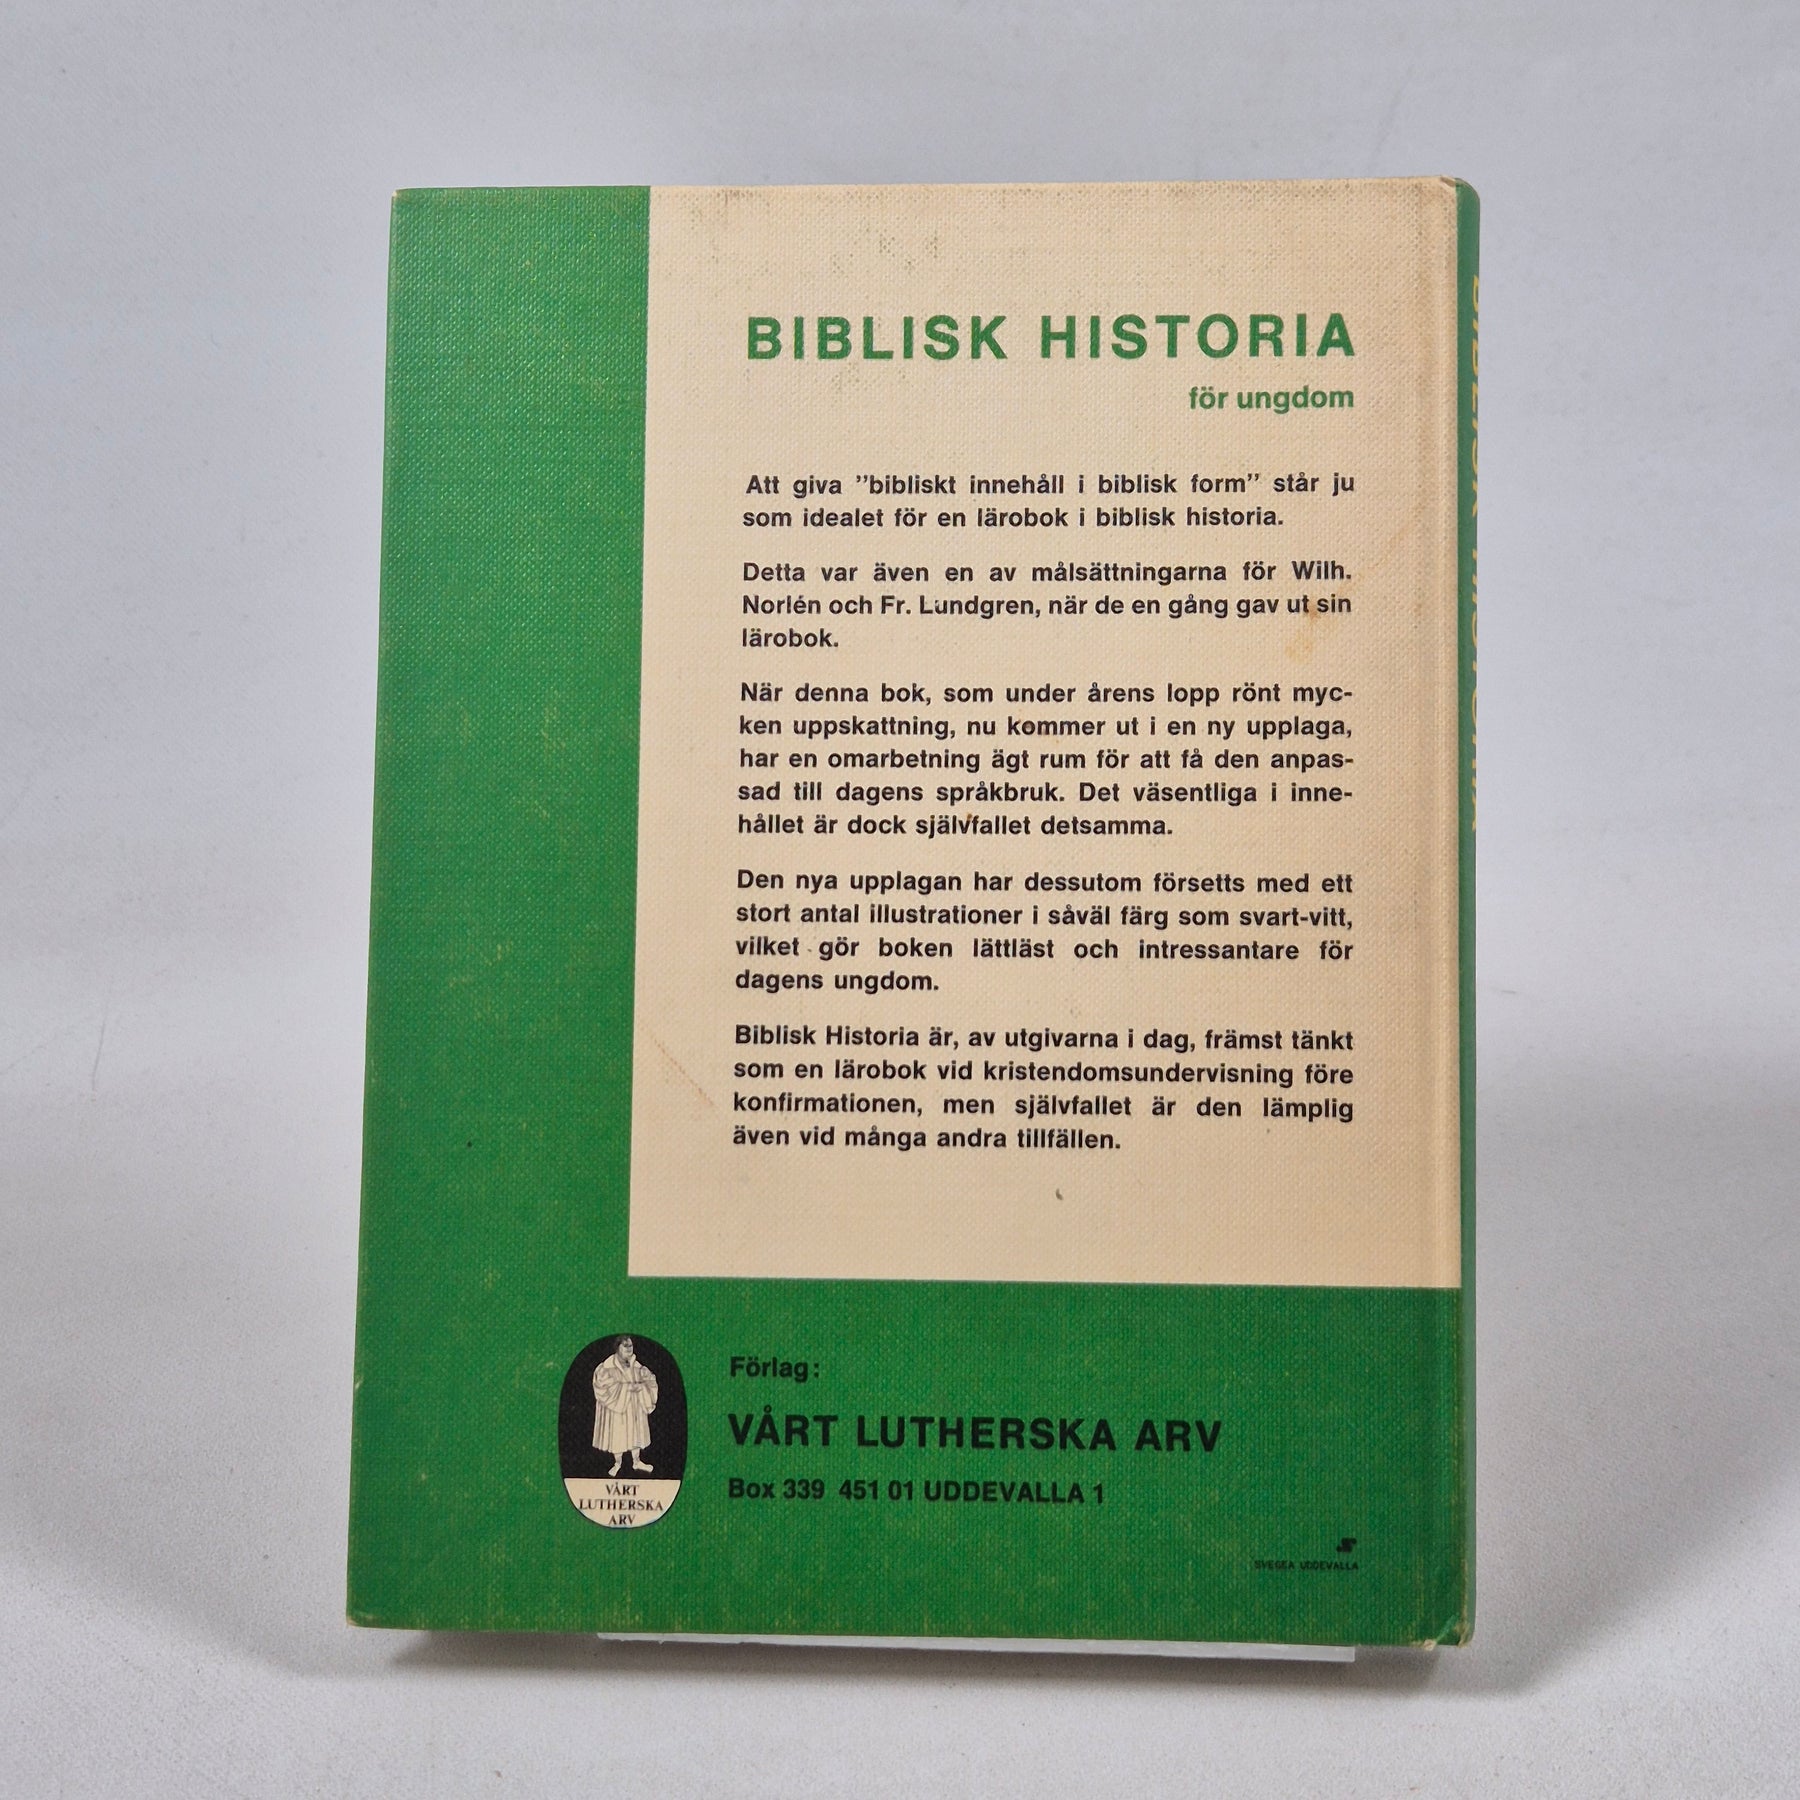 BIBLISK HISTORIA
för ungdom
Att giva ”bibliskt innehåll i biblisk form” står ju
som idealet för en lärobok i biblisk historia.
Detta var även en av målsättningarna för Wilh.
Norlén och Fr. Lundgren, när de en gång gav ut sin
lärobok.
När denna bok, som under årens lopp rönt myc-
ken uppskattning, nu kommer ut i en ny upplaga,
har en omarbetning ägt rum för att få den anpas-
sad till dagens språkbruk. Det väsentliga i inne-
hållet är dock självfallet detsamma.
Den nya upplagan har dessutom försetts med ett
stort antal illustrationer i såväl färg som svart-vitt,
vilket gör boken lättläst och intressantare för
dagens ungdom.
Biblisk Historia är, av utgivarna i dag, främst tänkt
som en lärobok vid kristendomsundervisning före
konfirmationen, men självfallet är den lämplig
även vid många andra tillfällen.
VÅRT
LUTHERSKA
ARV
Förlag:
VÅRT LUTHERSKA ARV
Box 339 451 01 UDDEVALLA 1
SVEGEA UDDEVALLA
BIBLISK HISTORIA